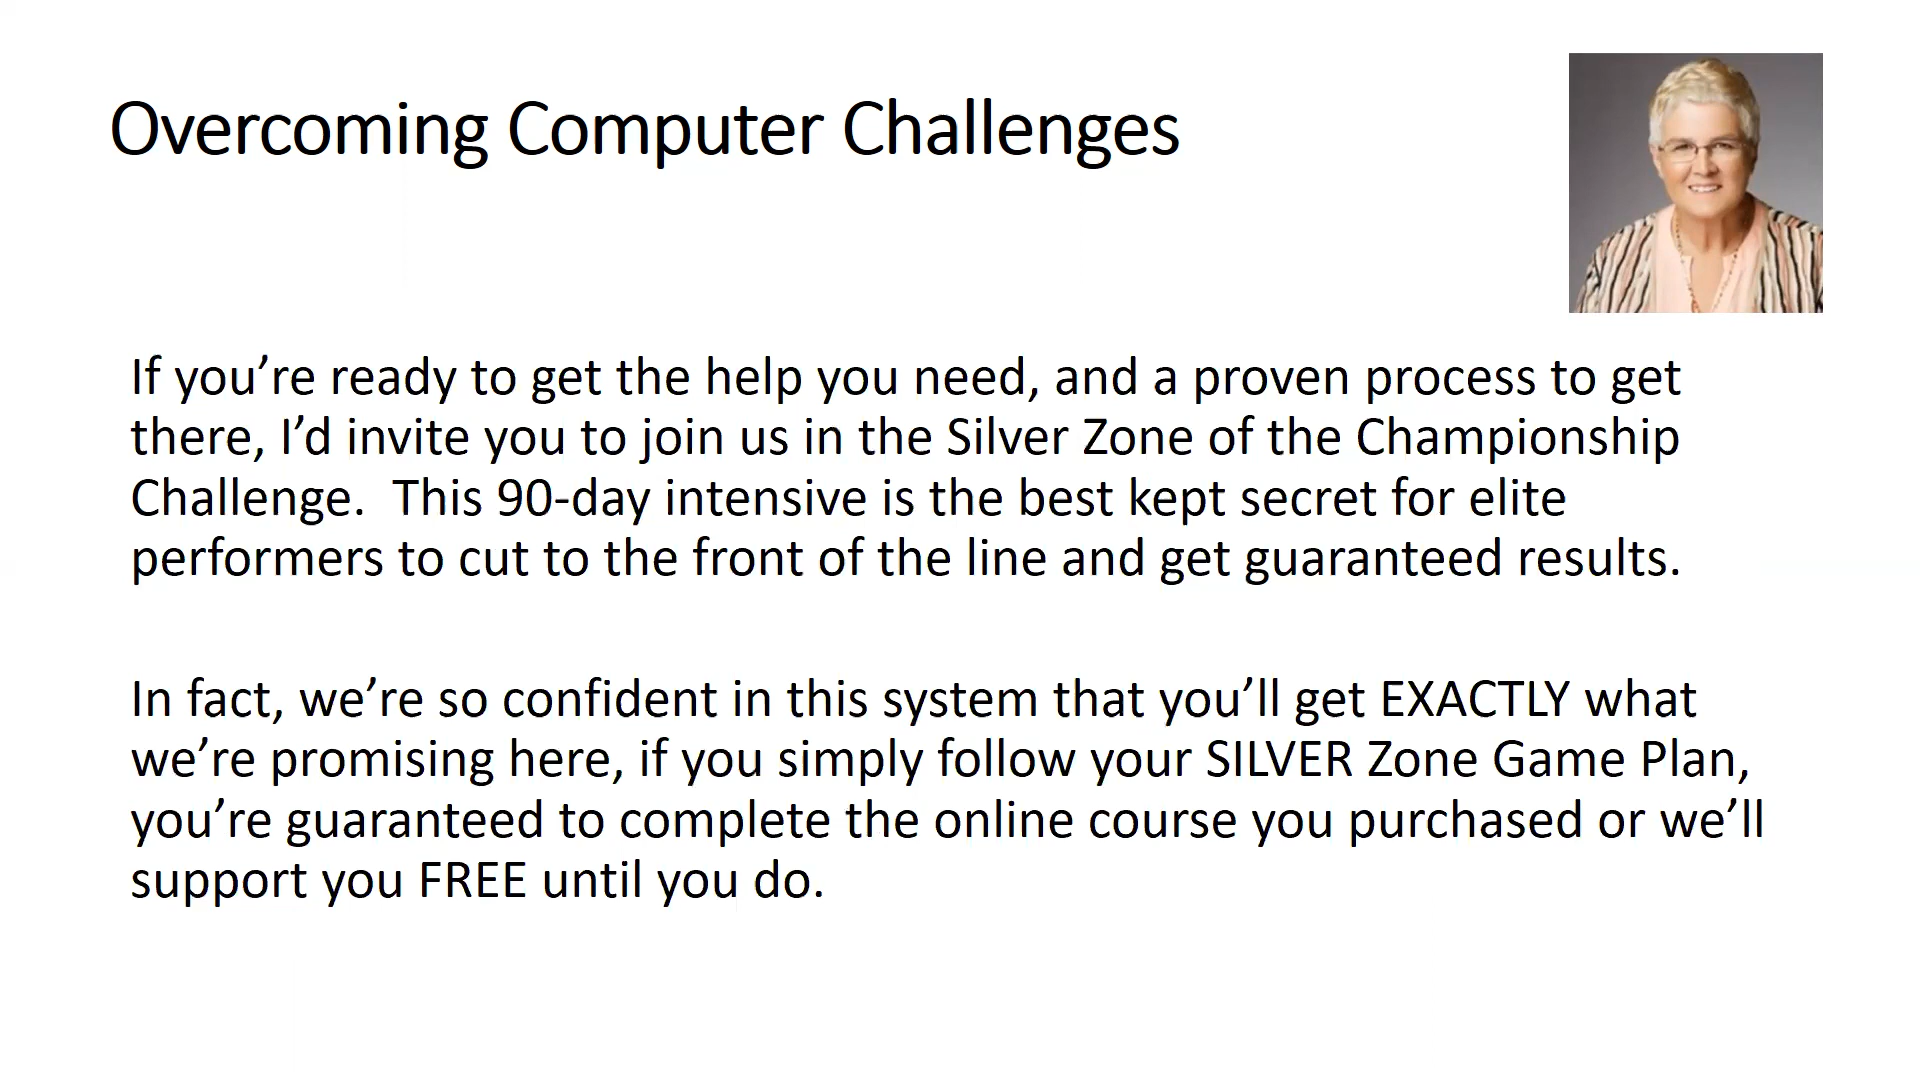 Overcoming Computer Challenges
If you’re ready to get the help you need, and a proven process to get
there, I’d invite you to join us in the Silver Zone of the Championship
Challenge.  This 90-day intensive is the best kept secret for elite
performers to cut to the front of the line and get guaranteed results.
In fact, we’re so confident in this system that you’ll get EXACTLY what
we’re promising here, if you simply follow your SILVER Zone Game Plan,
you’re guaranteed to complete the online course you purchased or we’ll
support you FREE until you do.